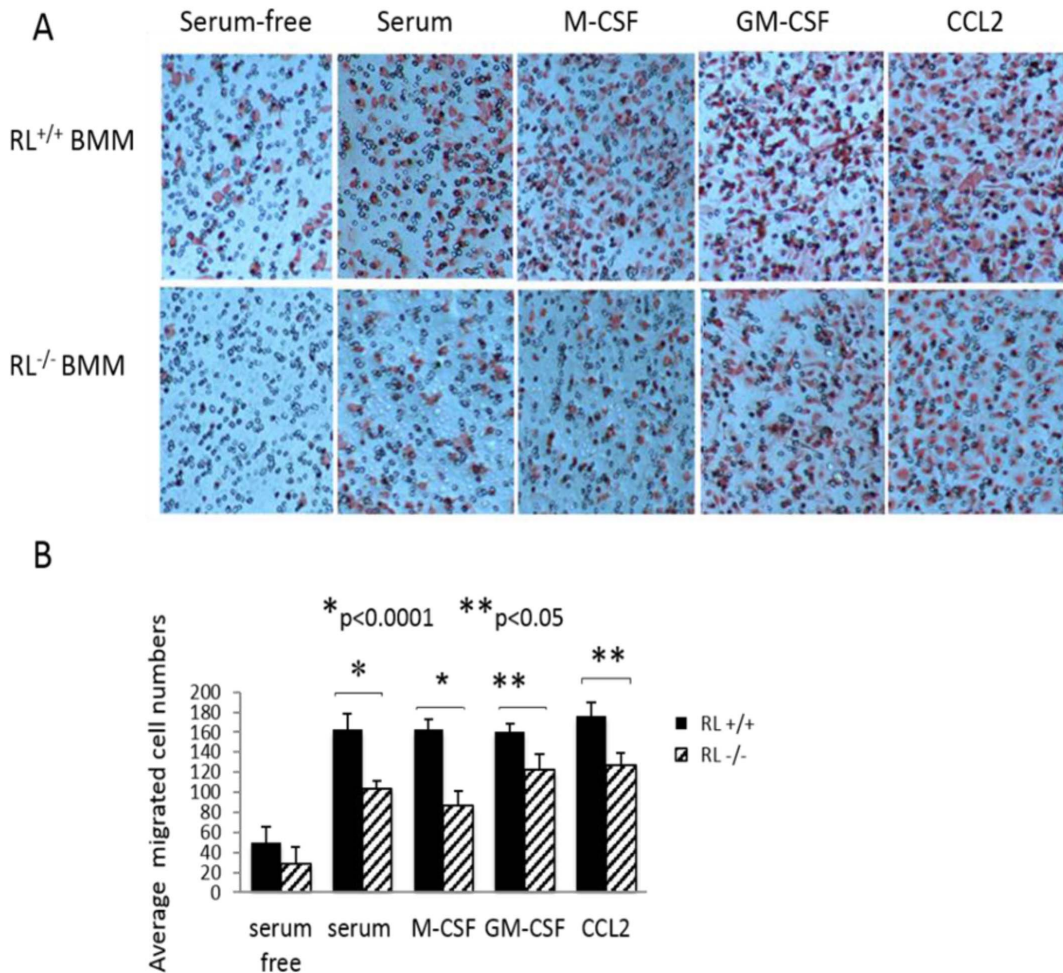 A
Serum-free Serum M-CSF GM-CSF CCL2
RL+/+ BMM
RL-/- BMM
B
*p<0.0001 **p<0.05
* * ** **
Average migrated cell numbers
200
180
160
140
120
100
80
60
40
20
0
RL +/+
RL -/-
serum free serum M-CSF GM-CSF CCL2